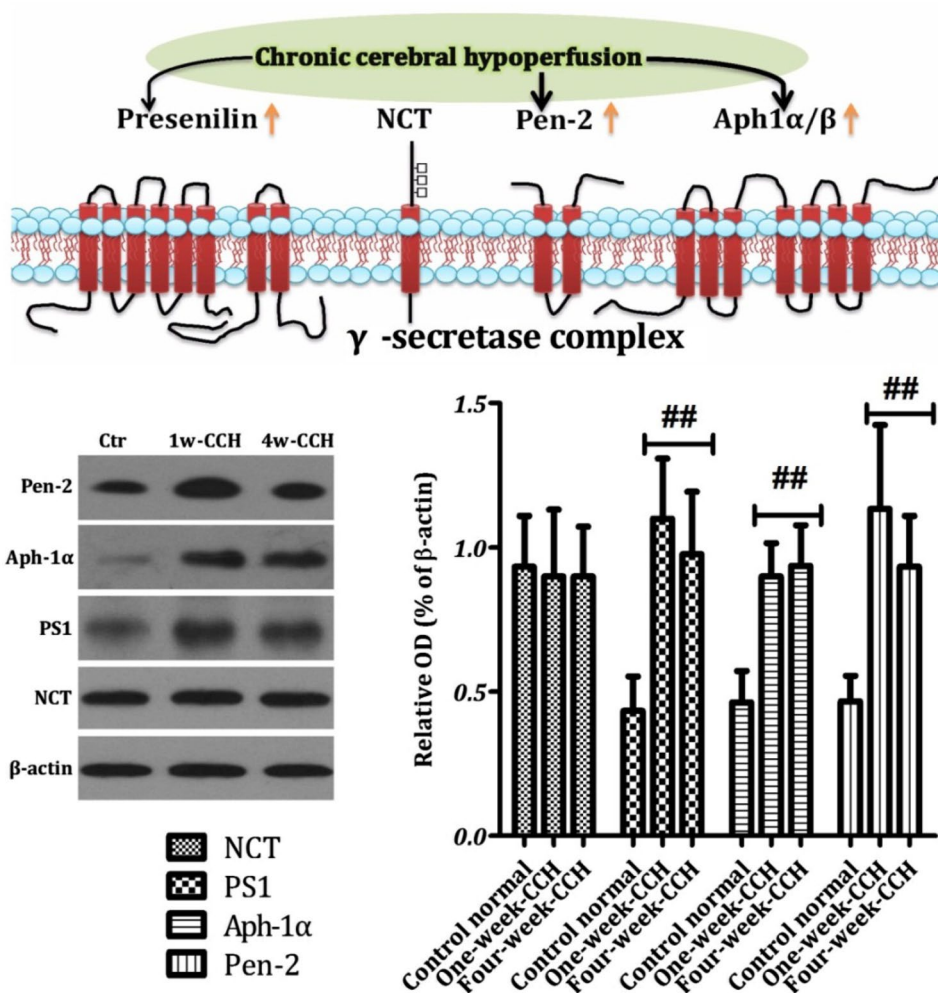 Chronic cerebral hypoperfusion
Presenilin ↑ NCT Pen-2 ↑ Aph1α/β ↑
γ -secretase complex
Ctr 1w-CCH 4w-CCH
Pen-2
Aph-1α
PS1
NCT
β-actin
NCT
PS1
Aph-1α
Pen-2
Relative OD (% of β-actin)
1.5
1.0
0.5
0.0
##
##
##
Control normal
One-week-CCH
Four-week-CCH
Control normal
One-week-CCH
Four-week-CCH
Control normal
One-week-CCH
Four-week-CCH
Control normal
One-week-CCH
Four-week-CCH